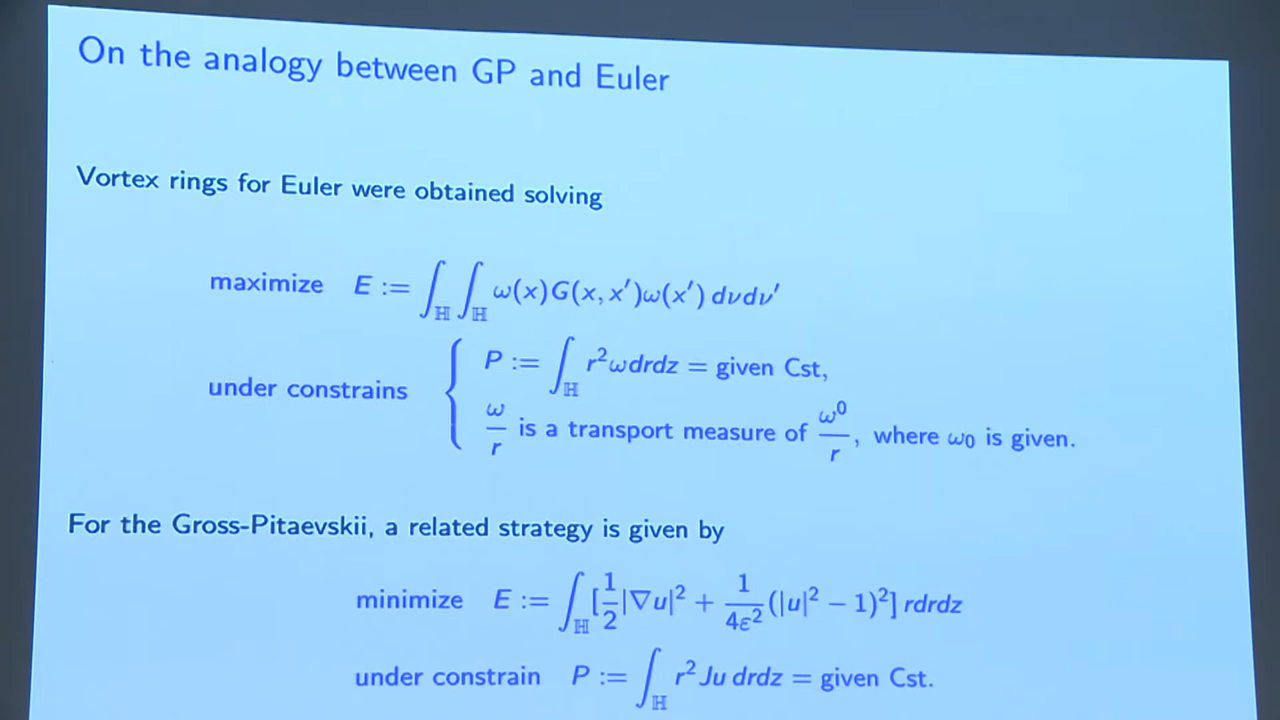 On the analogy between GP and Euler
Vortex rings for Euler were obtained solving
maximize E := ∫_ℍ ∫_ℍ ω(x)G(x, x′)ω(x′) dνdν′
under constrains { P := ∫_ℍ r²ωdrdz = given Cst,
ω/r is a transport measure of ω⁰/r, where ω₀ is given.
For the Gross-Pitaevskii, a related strategy is given by
minimize E := ∫_ℍ [1/2|∇u|² + 1/4ε² (|u|² − 1)²] rdrdz
under constrain P := ∫_ℍ r² Ju drdz = given Cst.